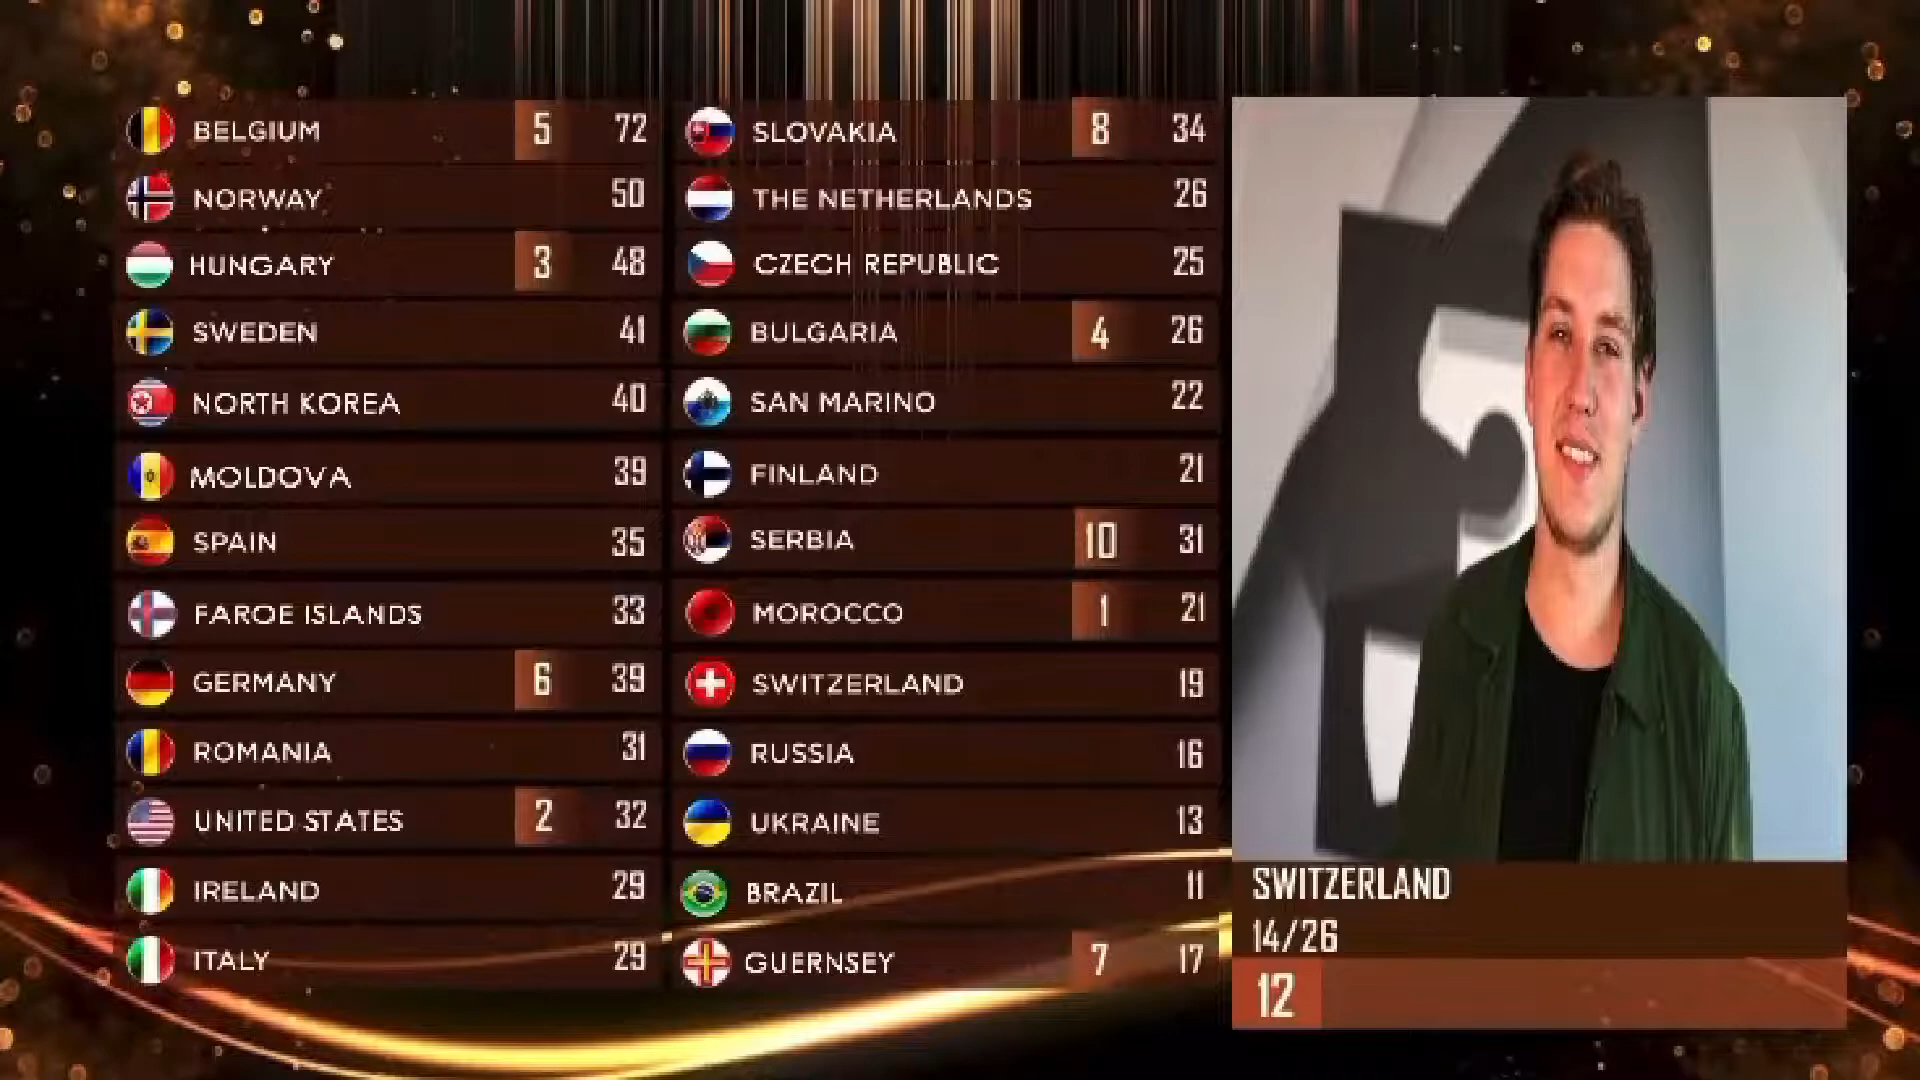 BELGIUM 5 72
NORWAY 50
HUNGARY 3 48
SWEDEN 41
NORTH KOREA 40
MOLDOVA 39
SPAIN 35
FAROE ISLANDS 33
GERMANY 6 39
ROMANIA 31
UNITED STATES 2 32
IRELAND 29
ITALY 29
SLOVAKIA 8 34
THE NETHERLANDS 26
CZECH REPUBLIC 25
BULGARIA 4 26
SAN MARINO 22
FINLAND 21
SERBIA 10 31
MOROCCO 1 21
SWITZERLAND 19
RUSSIA 16
UKRAINE 13
BRAZIL 11
GUERNSEY 7 17
SWITZERLAND
14/26
12